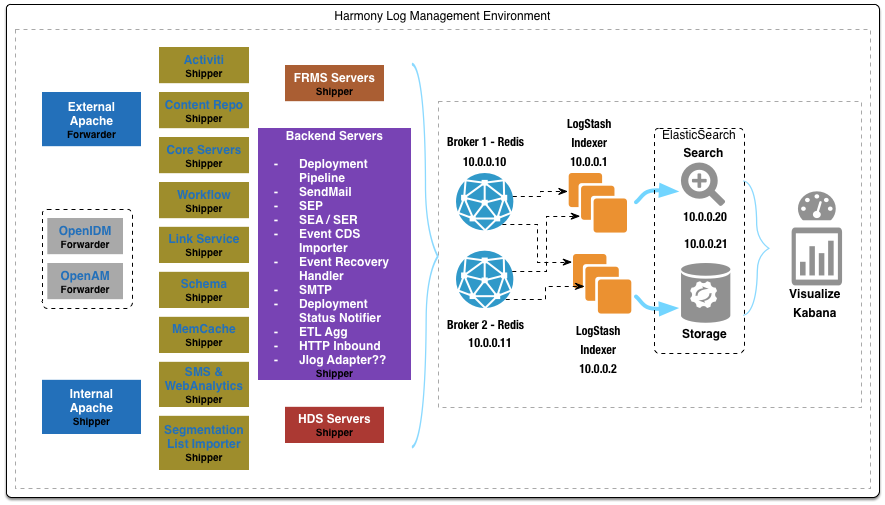 Harmony Log Management Environment
External
Apache
Forwarder
OpenIDM
Forwarder
OpenAM
Forwarder
Internal
Apache
Shipper
Activiti
Shipper
Content Repo
Shipper
Core Servers
Shipper
Workflow
Shipper
Link Service
Shipper
Schema
Shipper
MemCache
Shipper
SMS &
WebAnalytics
Shipper
Segmentation
List Importer
Shipper
FRMS Servers
Shipper
Backend Servers
- Deployment
Pipeline
- SendMail
- SEP
- SEA / SER
- Event CDS
Importer
- Event Recovery
Handler
- SMTP
- Deployment
Status Notifier
- ETL Agg
- HTTP Inbound
- Jlog Adapter??
Shipper
HDS Servers
Shipper
Broker 1 - Redis
10.0.0.10
Broker 2 - Redis
10.0.0.11
LogStash
Indexer
10.0.0.1
LogStash
Indexer
10.0.0.2
ElasticSearch
Search
10.0.0.20
10.0.0.21
Storage
Visualize
Kabana